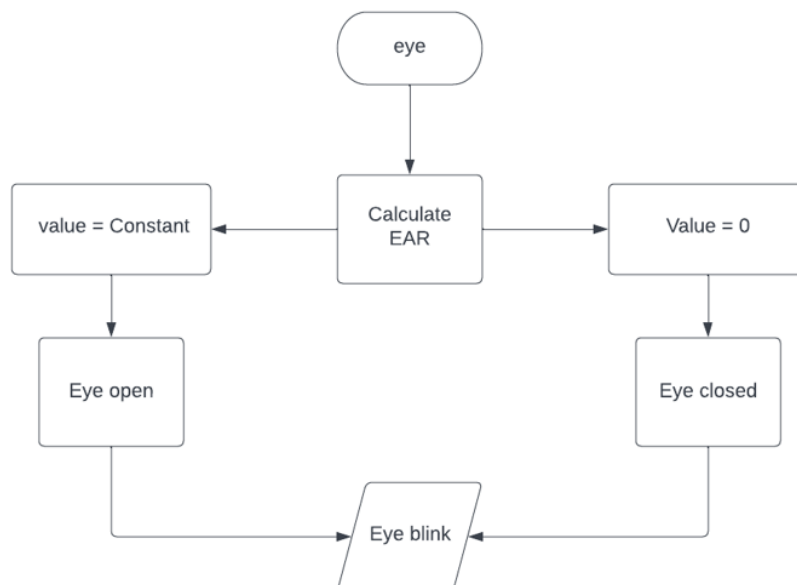 eye
Calculate
EAR
value = Constant
Value = 0
Eye open
Eye closed
Eye blink